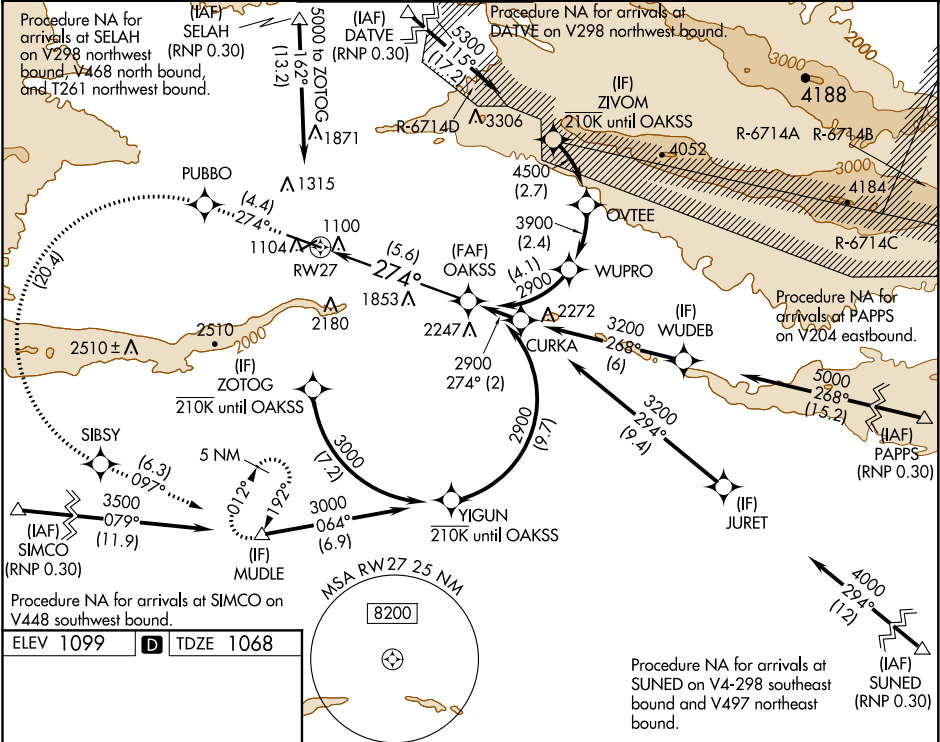 Procedure NA for
arrivals at SELAH
on V298 northwest
bound, V468 north bound,
and T261 northwest bound.
(IAF)
SELAH
(RNP 0.30)
5000 to ZOTOG
162°
(13.2)
(IAF)
DATVE
(RNP 0.30)
Procedure NA for arrivals at
DATVE on V298 northwest bound.
5300
115°
(17.2)
2000
3000
4188
(IF)
ZIVOM
210K until OAKSS
R-6714D
3306
R-6714A
R-6714B
1871
4052
3000
4184
PUBBO
1315
4500
(2.7)
OVTEE
3900
(2.4)
R-6714C
(4.4)
274°
1104
1100
RW27
(5.6)
274°
(FAF)
OAKSS
(4.1)
2900
WUPRO
(20.4)
1853
2180
2247
2272
CURKA
3200
268°
(6)
(IF)
WUDEB
Procedure NA for
arrivals at PAPPS
on V204 eastbound.
2510 ±
2510
2000
2900
274° (2)
(IF)
ZOTOG
210K until OAKSS
5000
268°
(15.2)
(IAF)
PAPPS
(RNP 0.30)
3200
294°
(9.4)
2900
(9.7)
3000
(7.2)
SIBSY
(6.3)
097°
5 NM
012°
192°
(IF)
JURET
3500
079°
(11.9)
(IAF)
SIMCO
(RNP 0.30)
3000
064°
(6.9)
YIGUN
210K until OAKSS
(IF)
MUDLE
MSA RW27 25 NM
8200
4000
294°
(12)
(IAF)
SUNED
(RNP 0.30)
Procedure NA for arrivals at SIMCO on
V448 southwest bound.
ELEV 1099 D TDZE 1068
Procedure NA for arrivals at
SUNED on V4-298 southeast
bound and V497 northeast
bound.